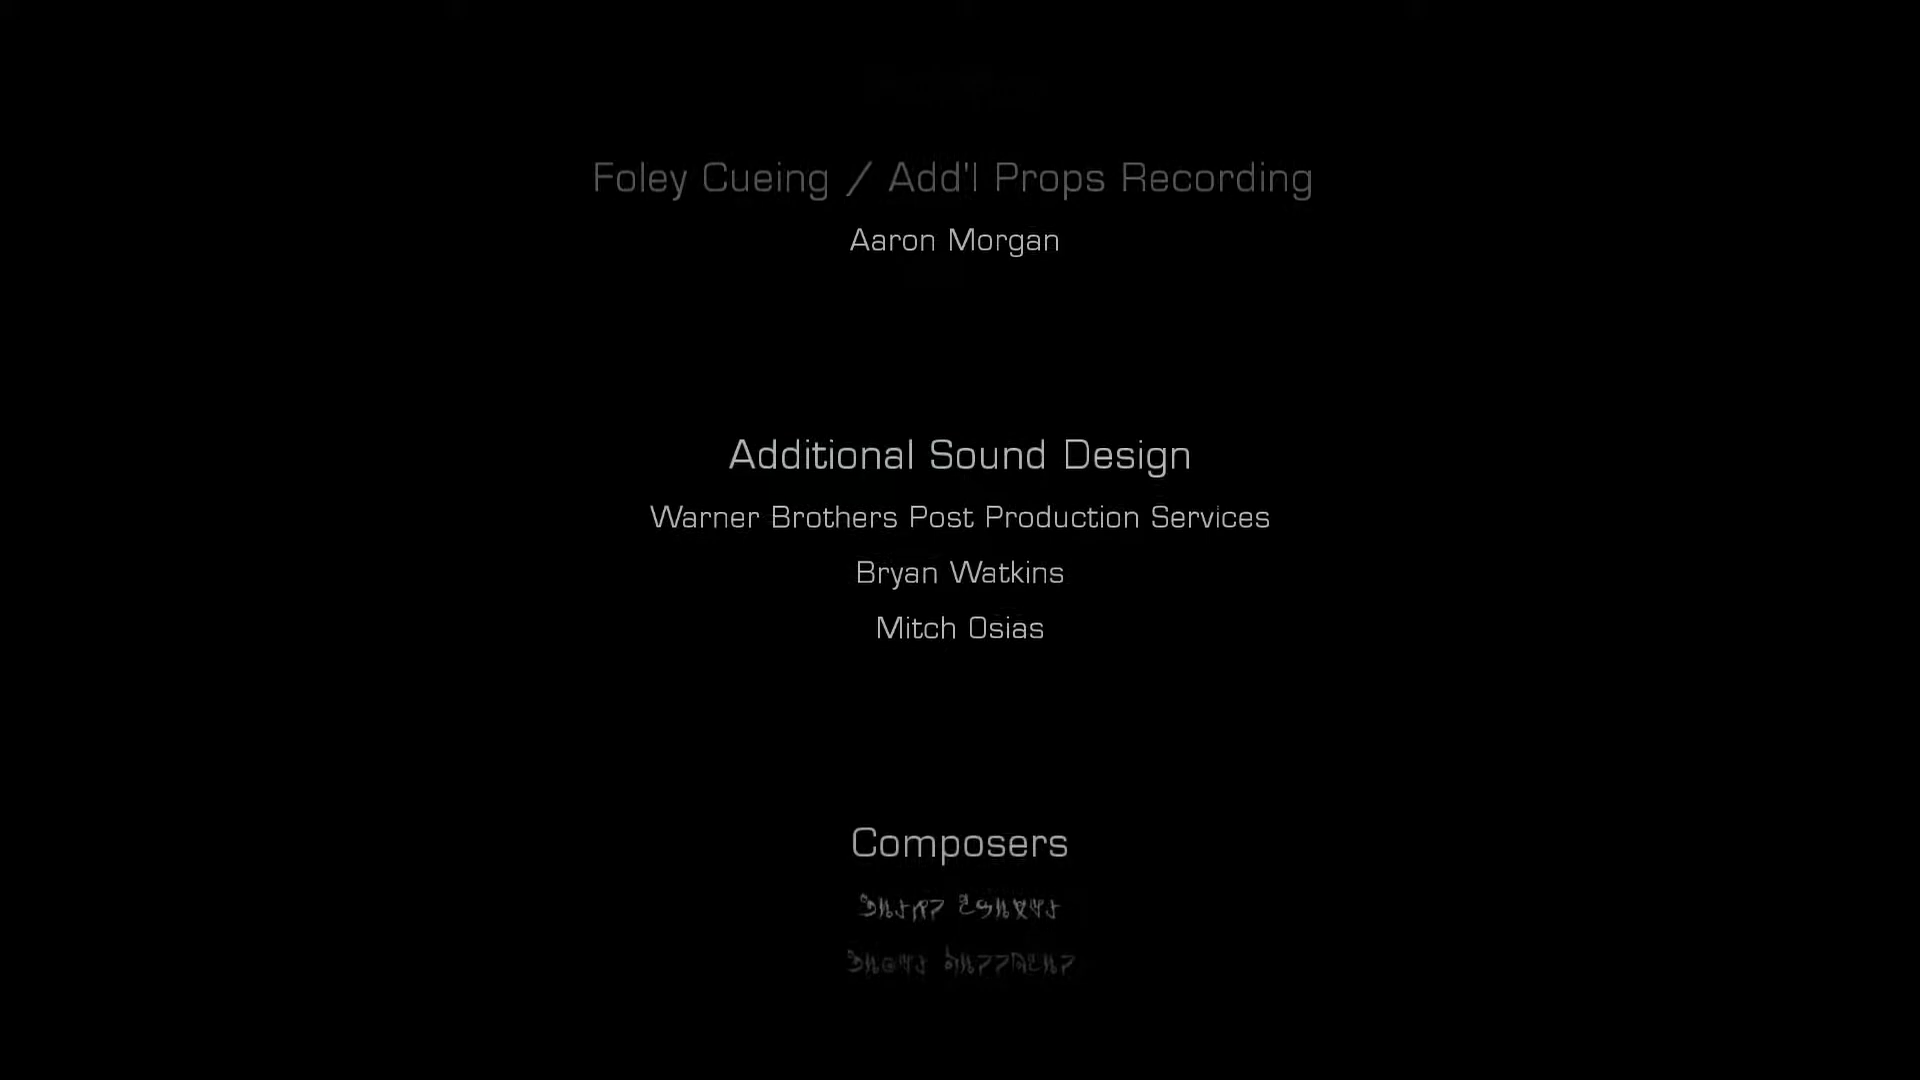 Foley Cueing / Add'l Props Recording
Aaron Morgan
Additional Sound Design
Warner Brothers Post Production Services
Bryan Watkins
Mitch Osias
Composers